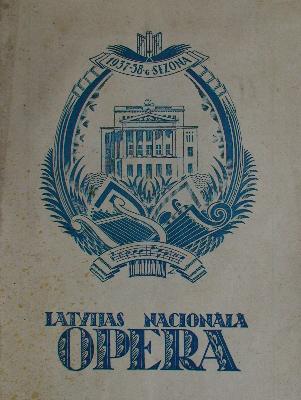 1937-38-g. SEZONA
LATVIJAS NACIONALA
OPERA